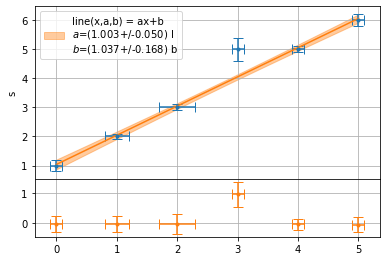 line(x,a,b) = ax+b
a=(1.003+/-0.050) l
b=(1.037+/-0.168) b
s
6
5
4
3
2
1
1
0
0 1 2 3 4 5